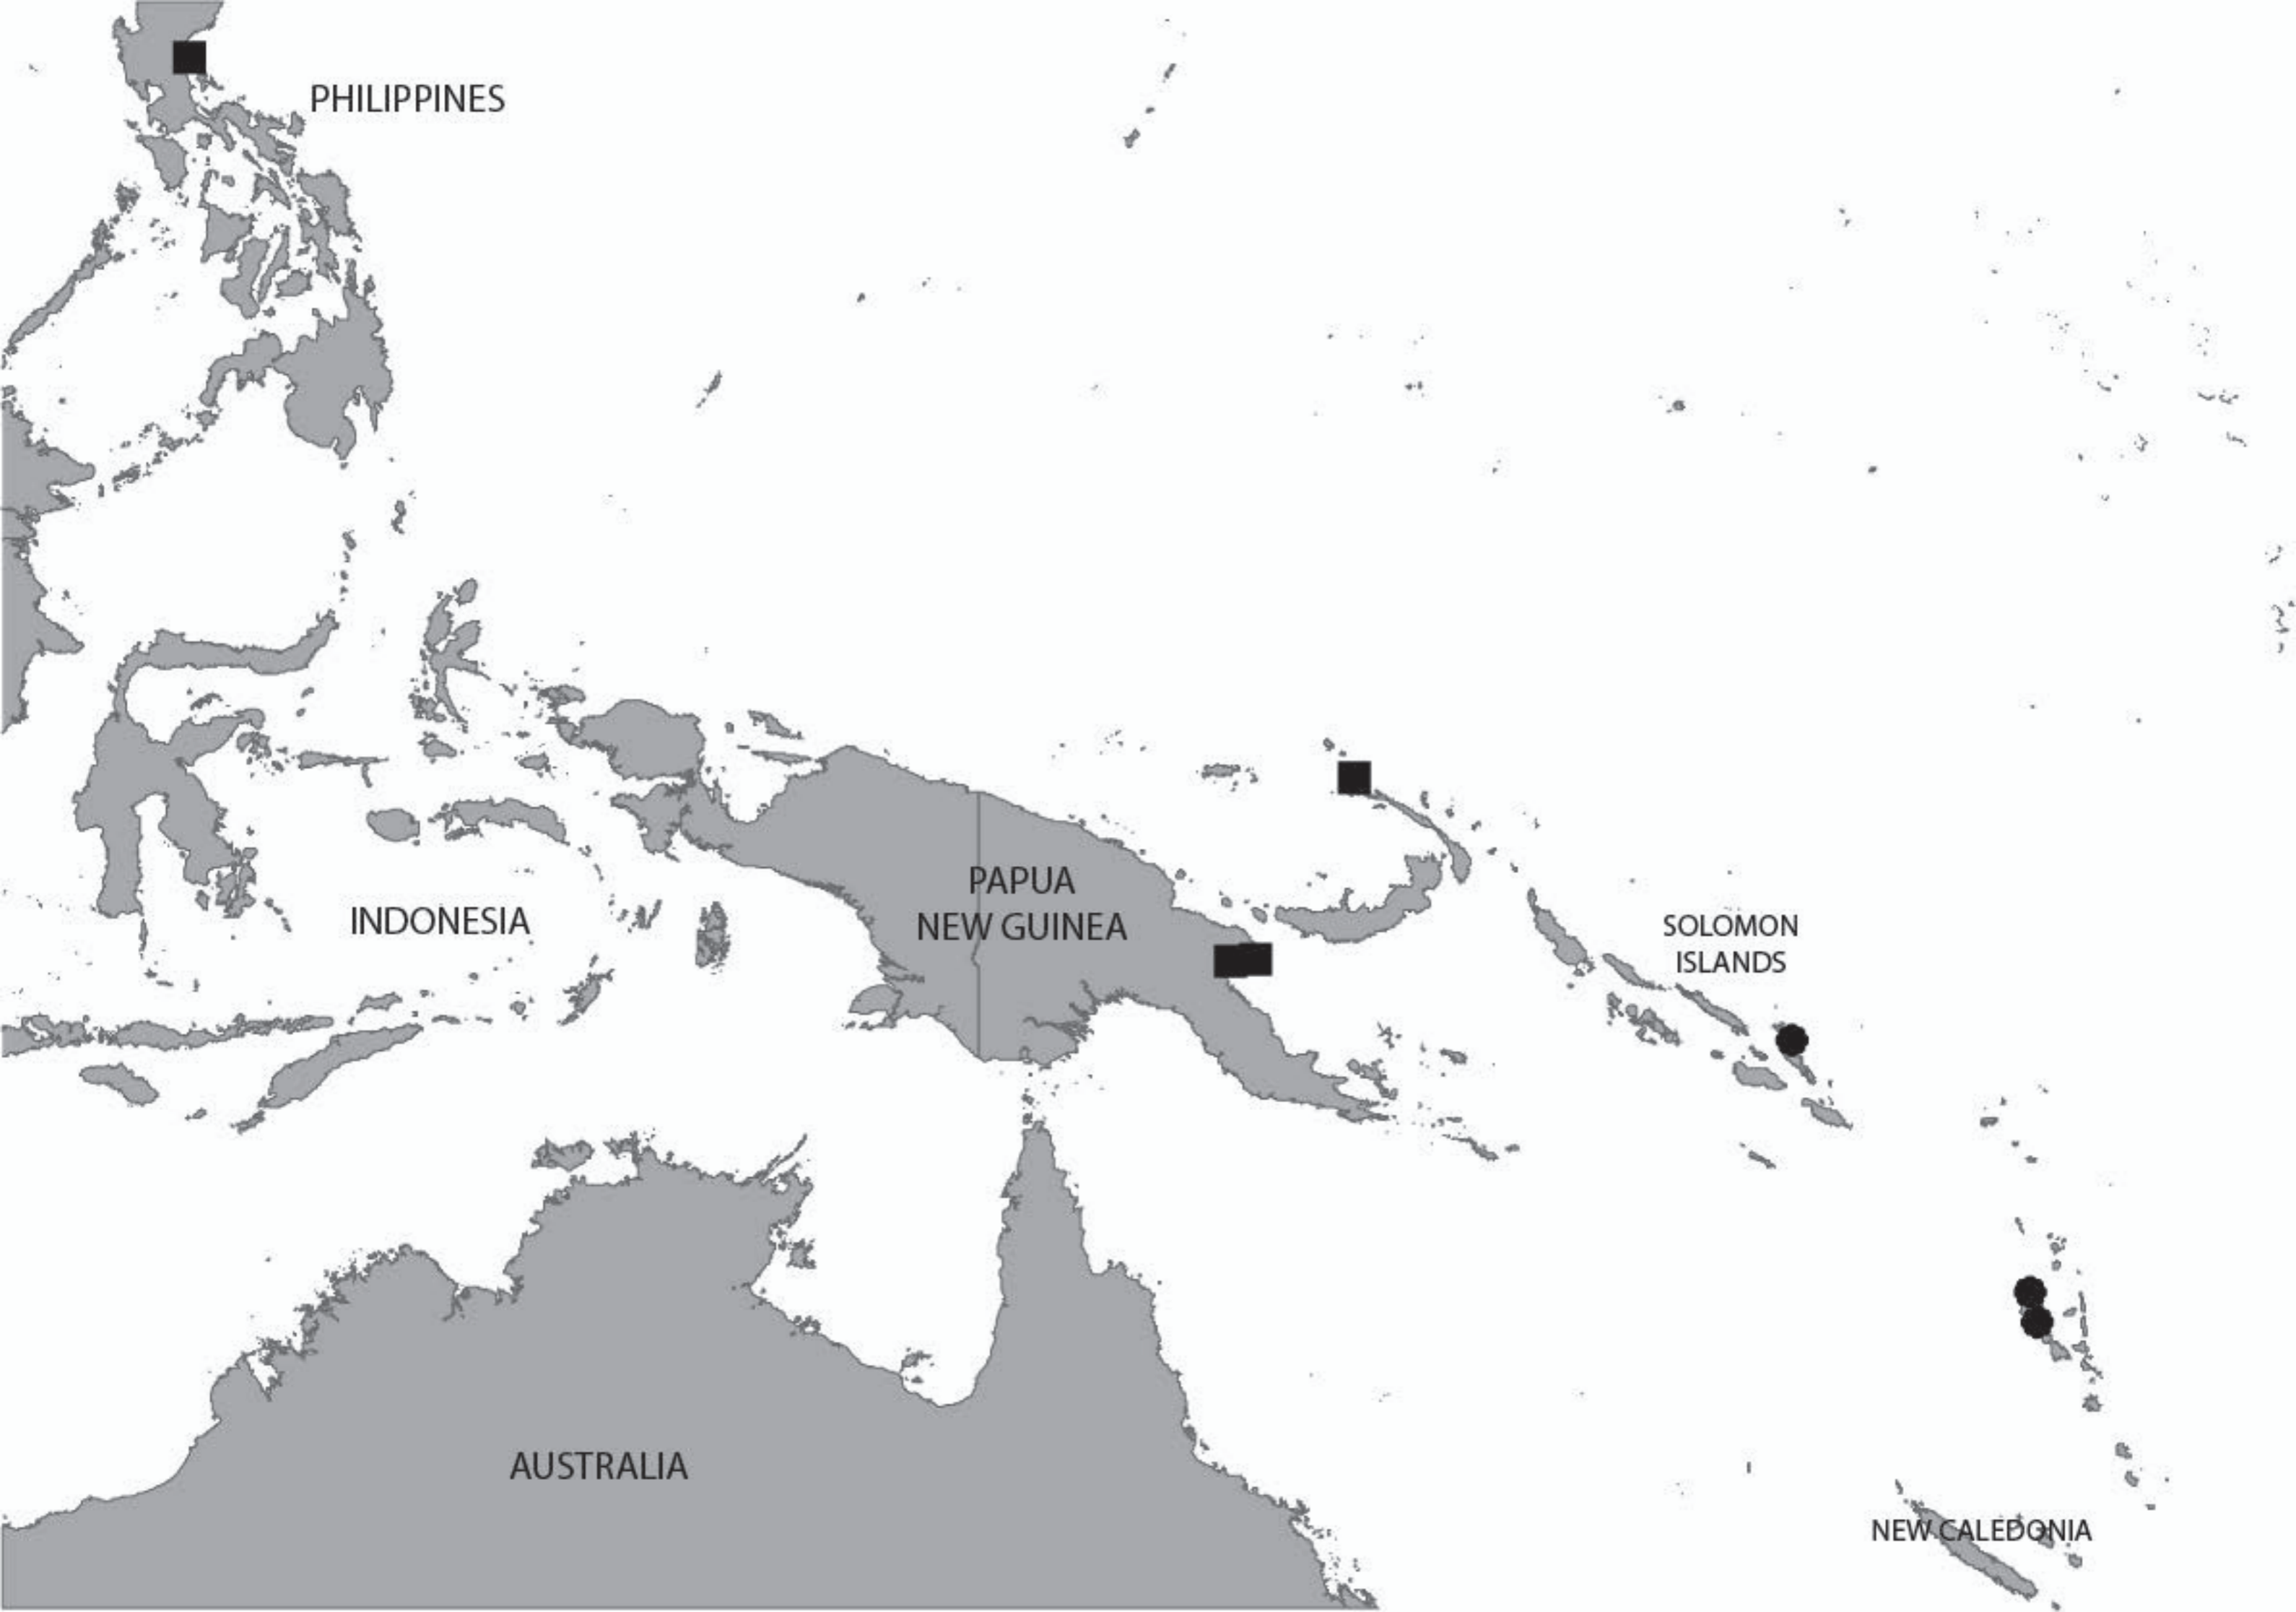 PHILIPPINES
PAPUA
NEW GUINEA
INDONESIA
SOLOMON
ISLANDS
AUSTRALIA
NEW CALEDONIA